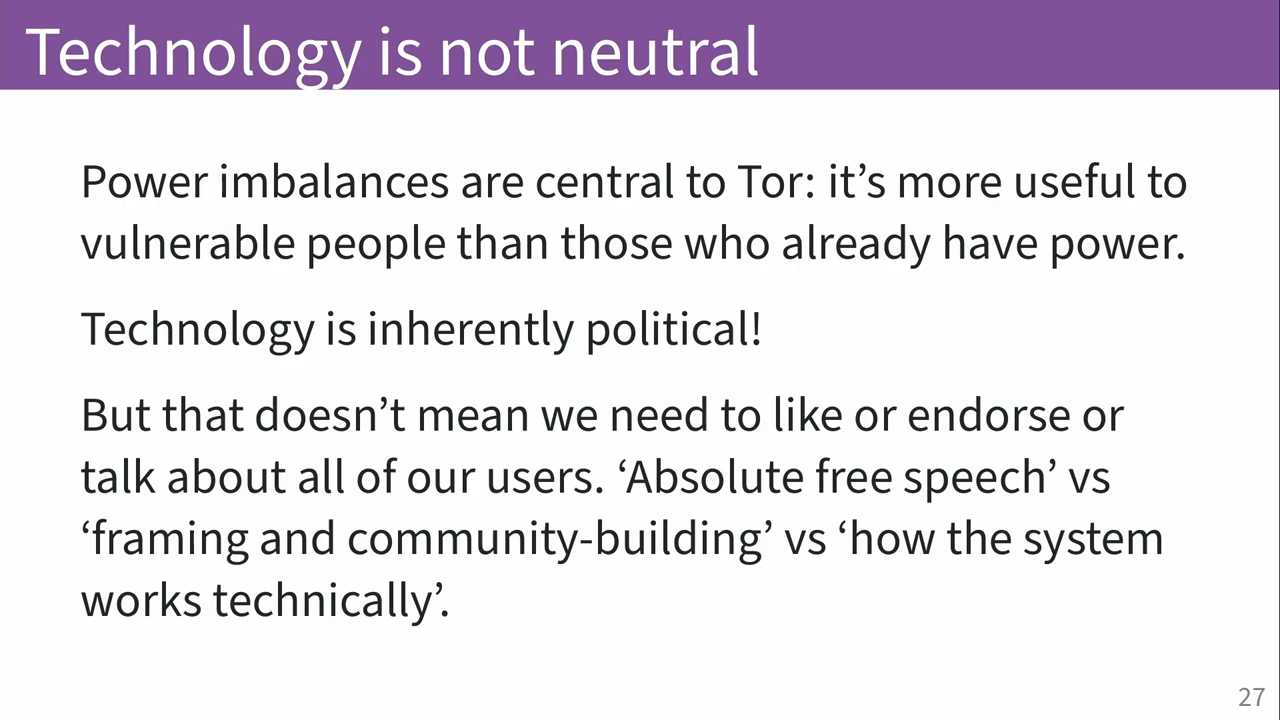 Technology is not neutral
Power imbalances are central to Tor: it’s more useful to
vulnerable people than those who already have power.
Technology is inherently political!
But that doesn’t mean we need to like or endorse or
talk about all of our users. ‘Absolute free speech’ vs
‘framing and community-building’ vs ‘how the system
works technically’.
27